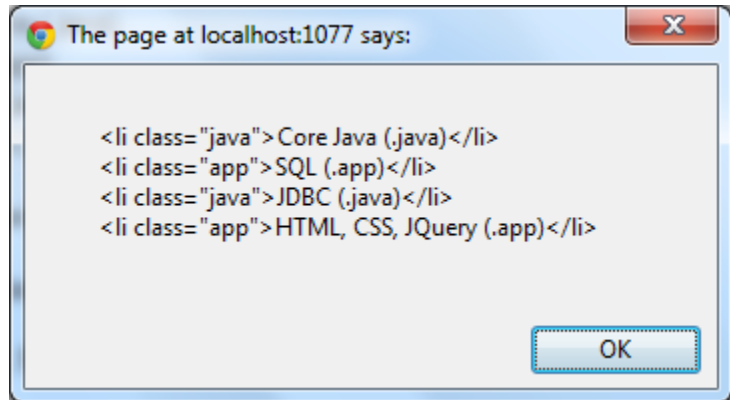 The page at localhost:1077 says:
<li class="java">Core Java (.java)</li>
<li class="app">SQL (.app)</li>
<li class="java">JDBC (.java)</li>
<li class="app">HTML, CSS, JQuery (.app)</li>
OK